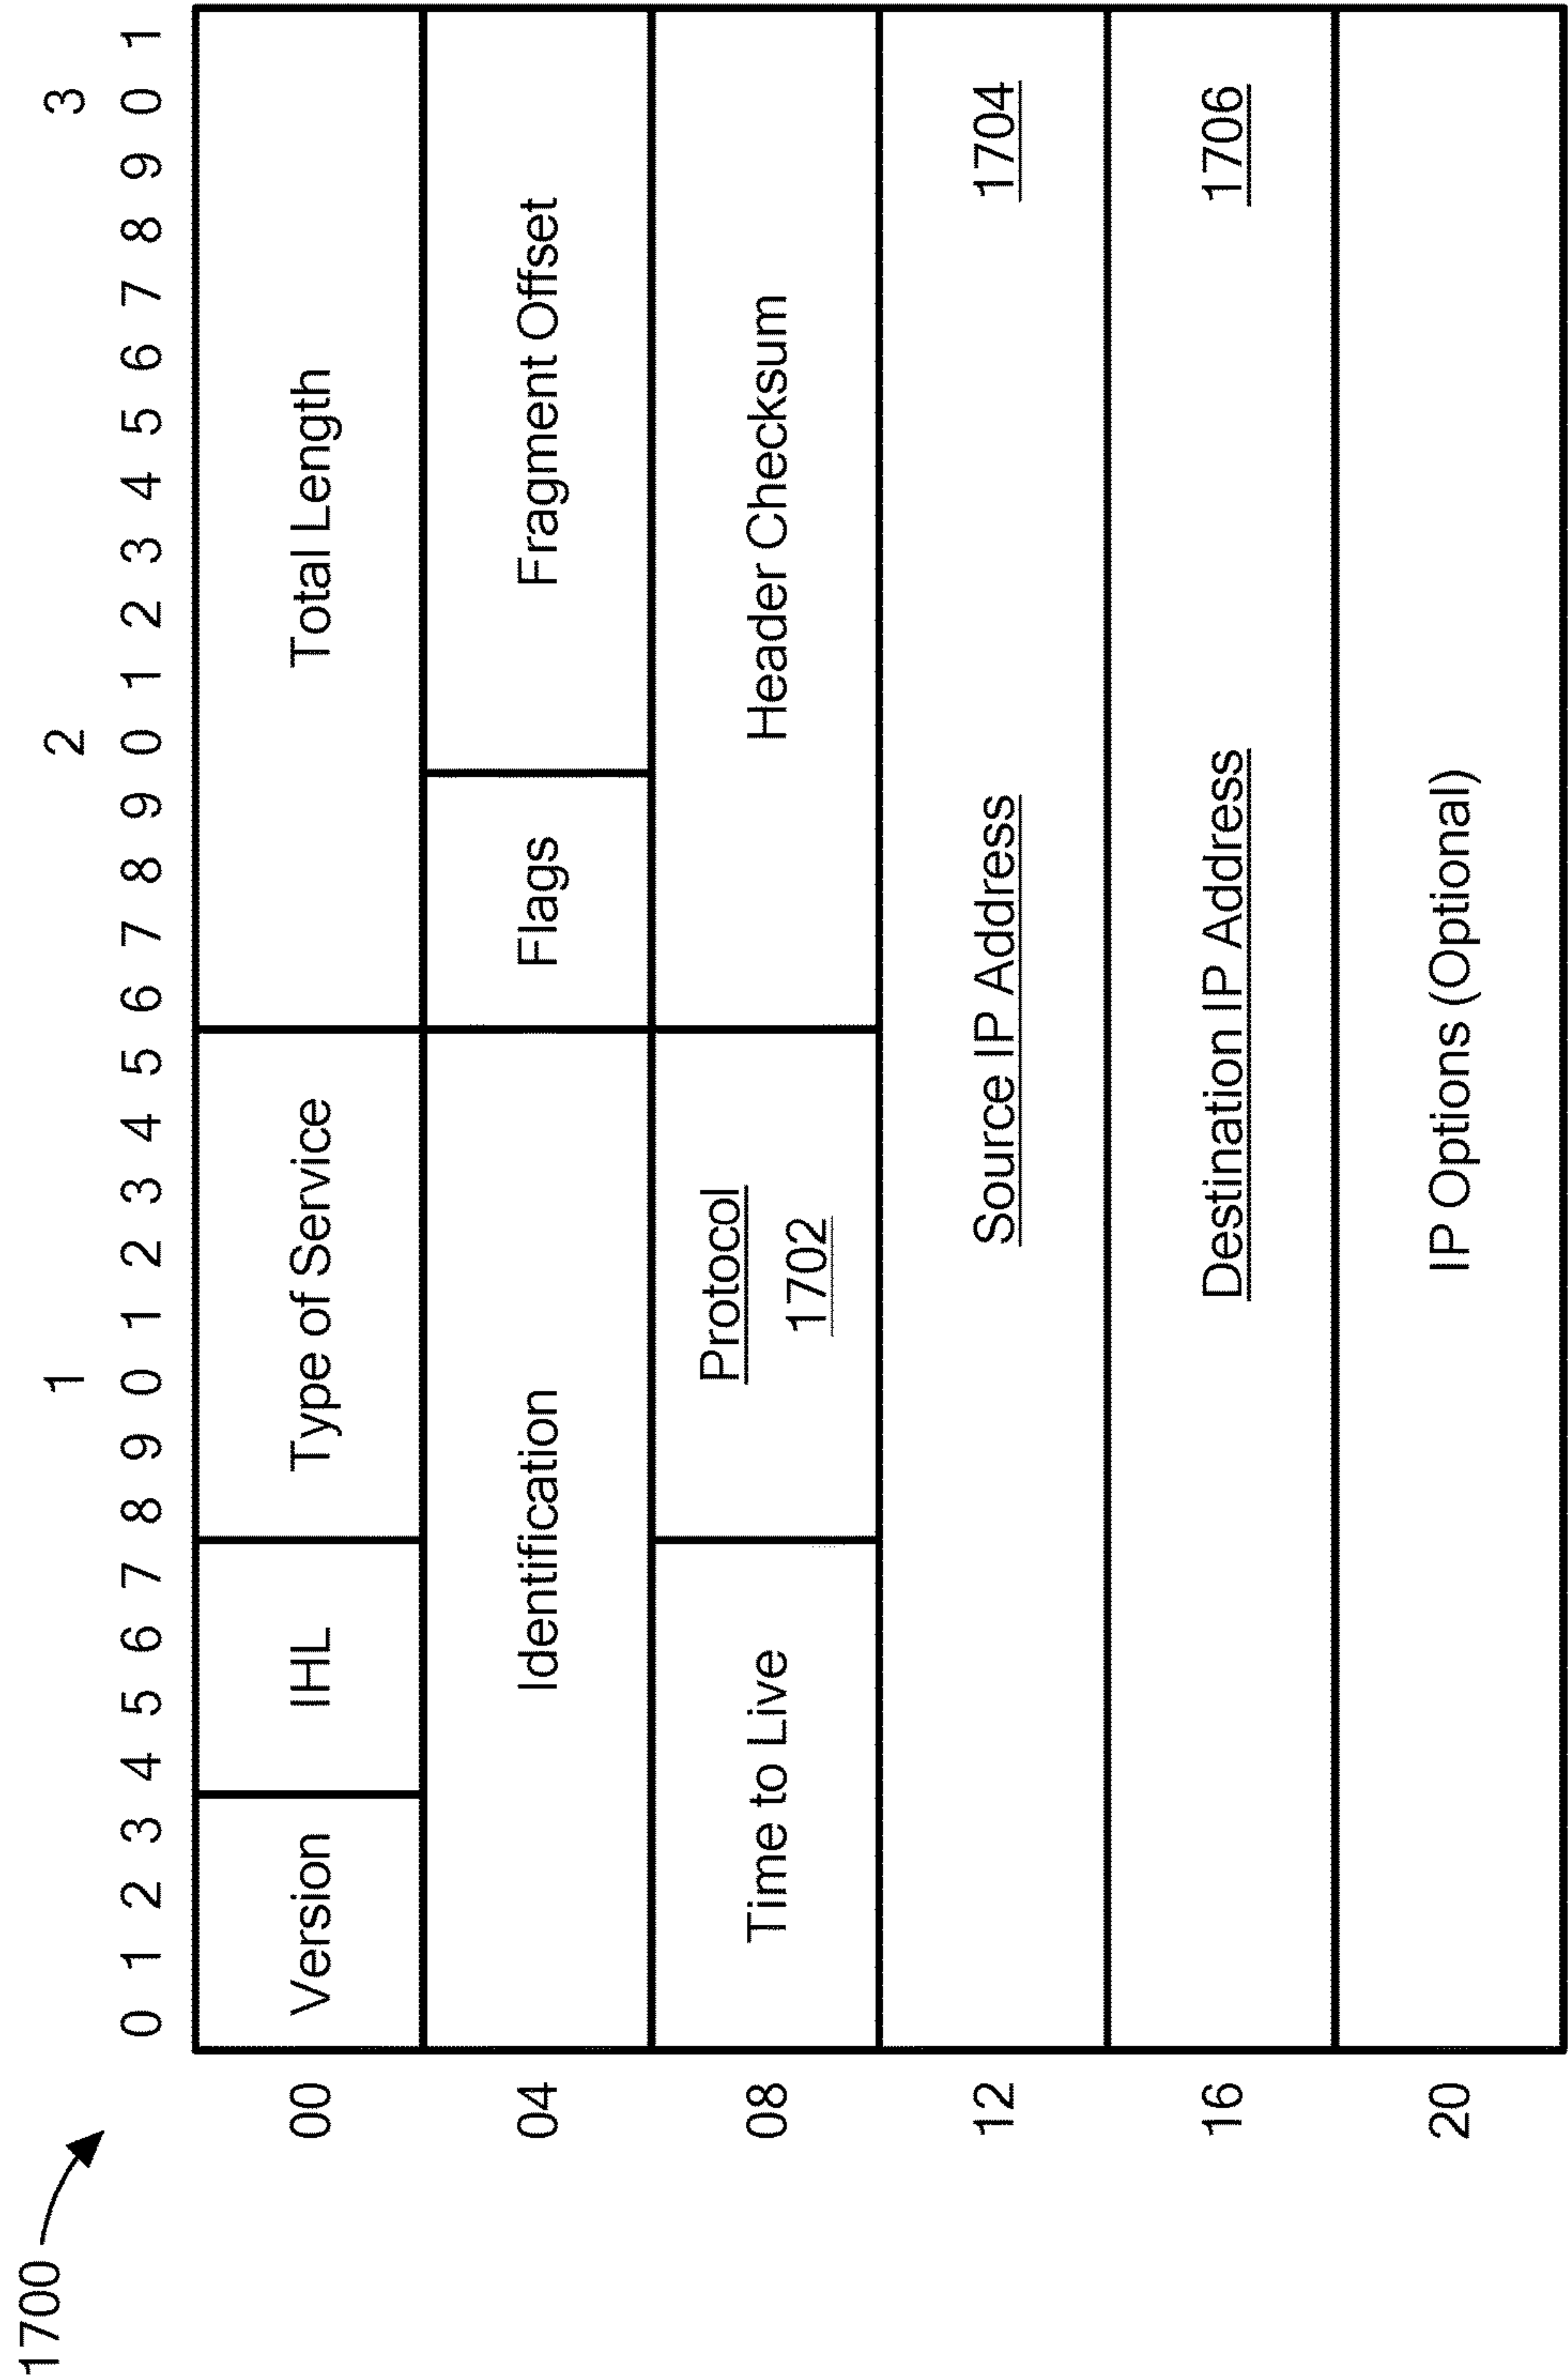 1700
1 2 3
0 1 2 3 4 5 6 7 8 9 0 1 2 3 4 5 6 7 8 9 0 1 2 3 4 5 6 7 8 9 0 1
00 Version IHL Type of Service Total Length
04 Identification Flags Fragment Offset
08 Time to Live Protocol Header Checksum
1702
12 Source IP Address 1704
16 Destination IP Address 1706
20 IP Options (Optional)